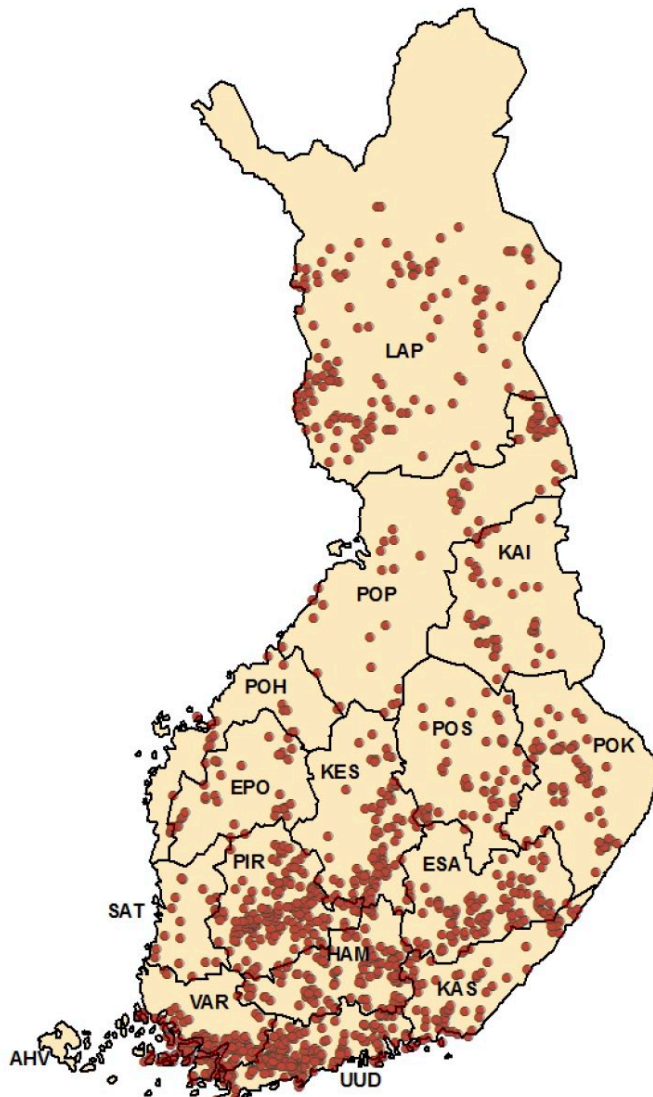 LAP
KAI
POP
POH
POS
POK
KES
EPO
PIR
ESA
SAT
HAM
KAS
VAR
AHV
UUD